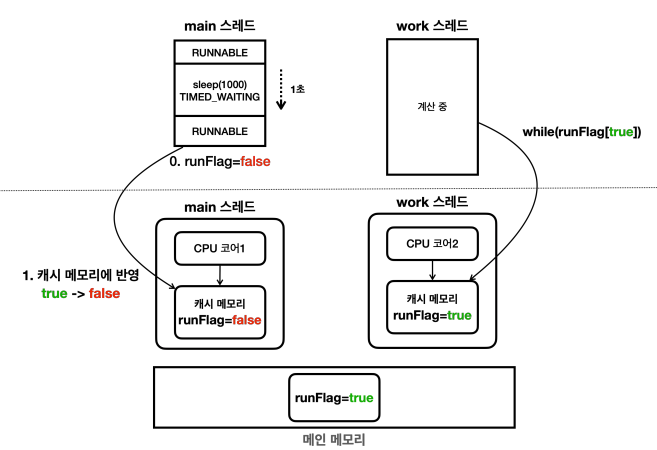 main 스레드
RUNNABLE
sleep(1000)
TIMED_WAITING
1초
RUNNABLE
0. runFlag=false
work 스레드
계산 중
while(runFlag[true])
main 스레드
CPU 코어1
1. 캐시 메모리에 반영
true -> false
캐시 메모리
runFlag=false
work 스레드
CPU 코어2
캐시 메모리
runFlag=true
runFlag=true
메인 메모리